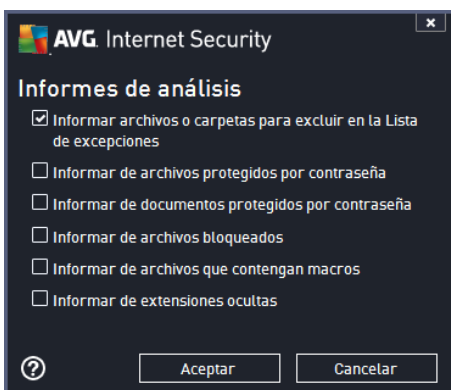 AVG. Internet Security
x
Informes de análisis
Informar archivos o carpetas para excluir en la Lista
de excepciones
Informar de archivos protegidos por contraseña
Informar de documentos protegidos por contraseña
Informar de archivos bloqueados
Informar de archivos que contengan macros
Informar de extensiones ocultas
?
Aceptar
Cancelar